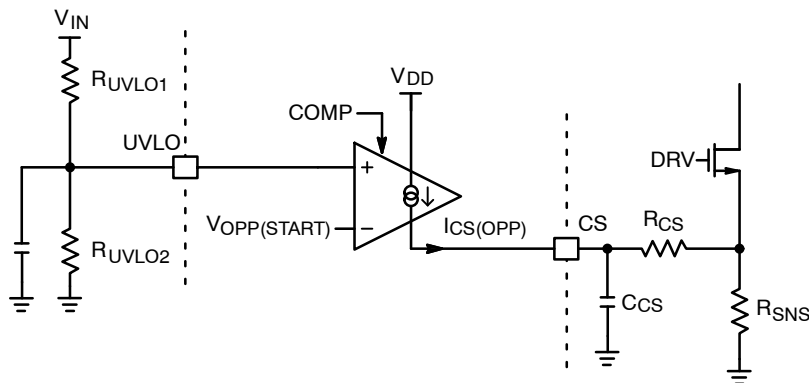 VIN
RUVLO1
UVLO
RUVLO2
COMP
VDD
+
VOPP(START)
−
ICS(OPP)
CS
RCS
CCS
DRV
RSNS